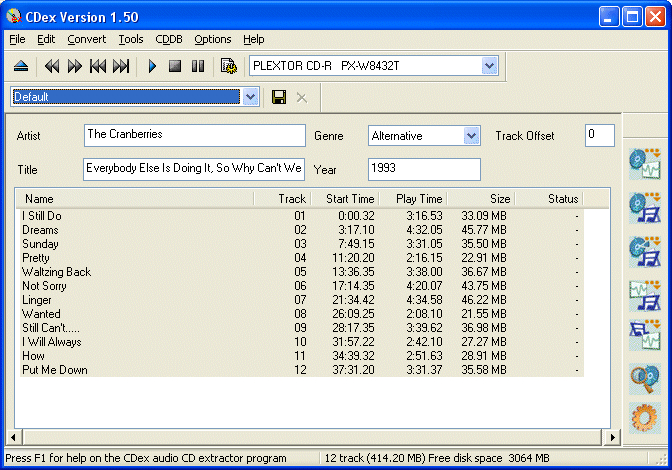 CDex Version 1.50
File Edit Convert Tools CDDB Options Help
PLEXTOR CD-R PX-W8432T
Default
Artist The Cranberries Genre Alternative Track Offset 0
Title Everybody Else Is Doing It, So Why Can't We Year 1993
Name Track Start Time Play Time Size Status
I Still Do 01 0:00.32 3:16.53 33.09 MB -
Dreams 02 3:17.10 4:32.05 45.77 MB -
Sunday 03 7:49.15 3:31.05 35.50 MB -
Pretty 04 11:20.20 2:16.15 22.91 MB -
Waltzing Back 05 13:36.35 3:38.00 36.67 MB -
Not Sorry 06 17:14.35 4:20.07 43.75 MB -
Linger 07 21:34.42 4:34.58 46.22 MB -
Wanted 08 26:09.25 2:08.10 21.55 MB -
Still Can't..... 09 28:17.35 3:39.62 36.98 MB -
I Will Always 10 31:57.22 2:42.10 27.27 MB -
How 11 34:39.32 2:51.63 28.91 MB -
Put Me Down 12 37:31.20 3:31.37 35.58 MB -
Press F1 for help on the CDex audio CD extractor program 12 track (414.20 MB) Free disk space 3064 MB